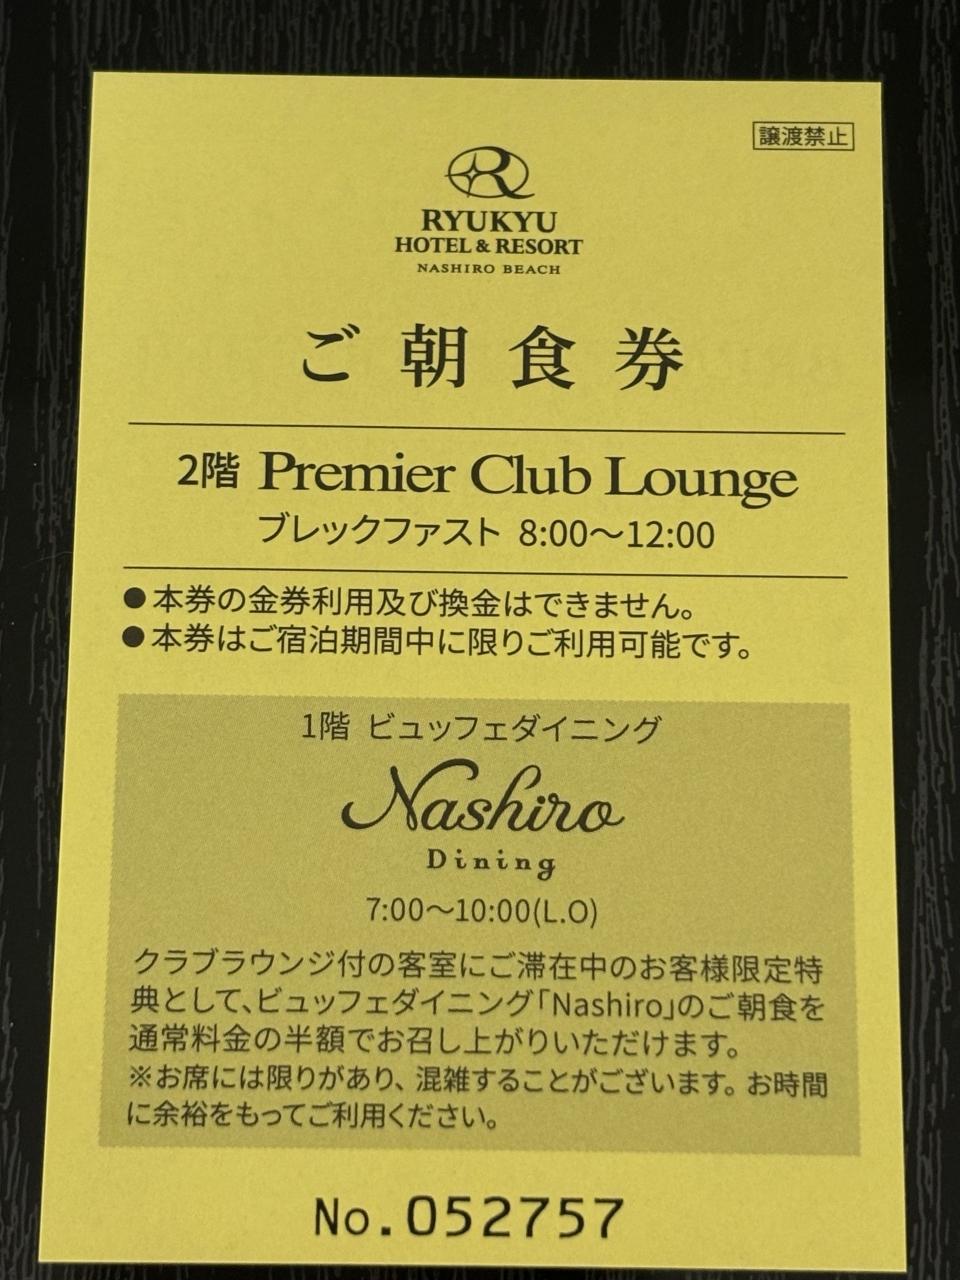 譲渡禁止
R
RYUKYU
HOTEL & RESORT
NASHIRO BEACH
ご朝食券
2階 Premier Club Lounge
ブレックファスト 8:00〜12:00
●本券の金券利用及び換金はできません。
●本券はご宿泊期間中に限りご利用可能です。
1階 ビュッフェダイニング
Nashiro
Dining
7:00〜10:00(L.O)
クラブラウンジ付の客室にご滞在中のお客様限定特
典として、ビュッフェダイニング「Nashiro」のご朝食を
通常料金の半額でお召し上がりいただけます。
※お席には限りがあり、混雑することがございます。お時間
に余裕をもってご利用ください。
No.052757